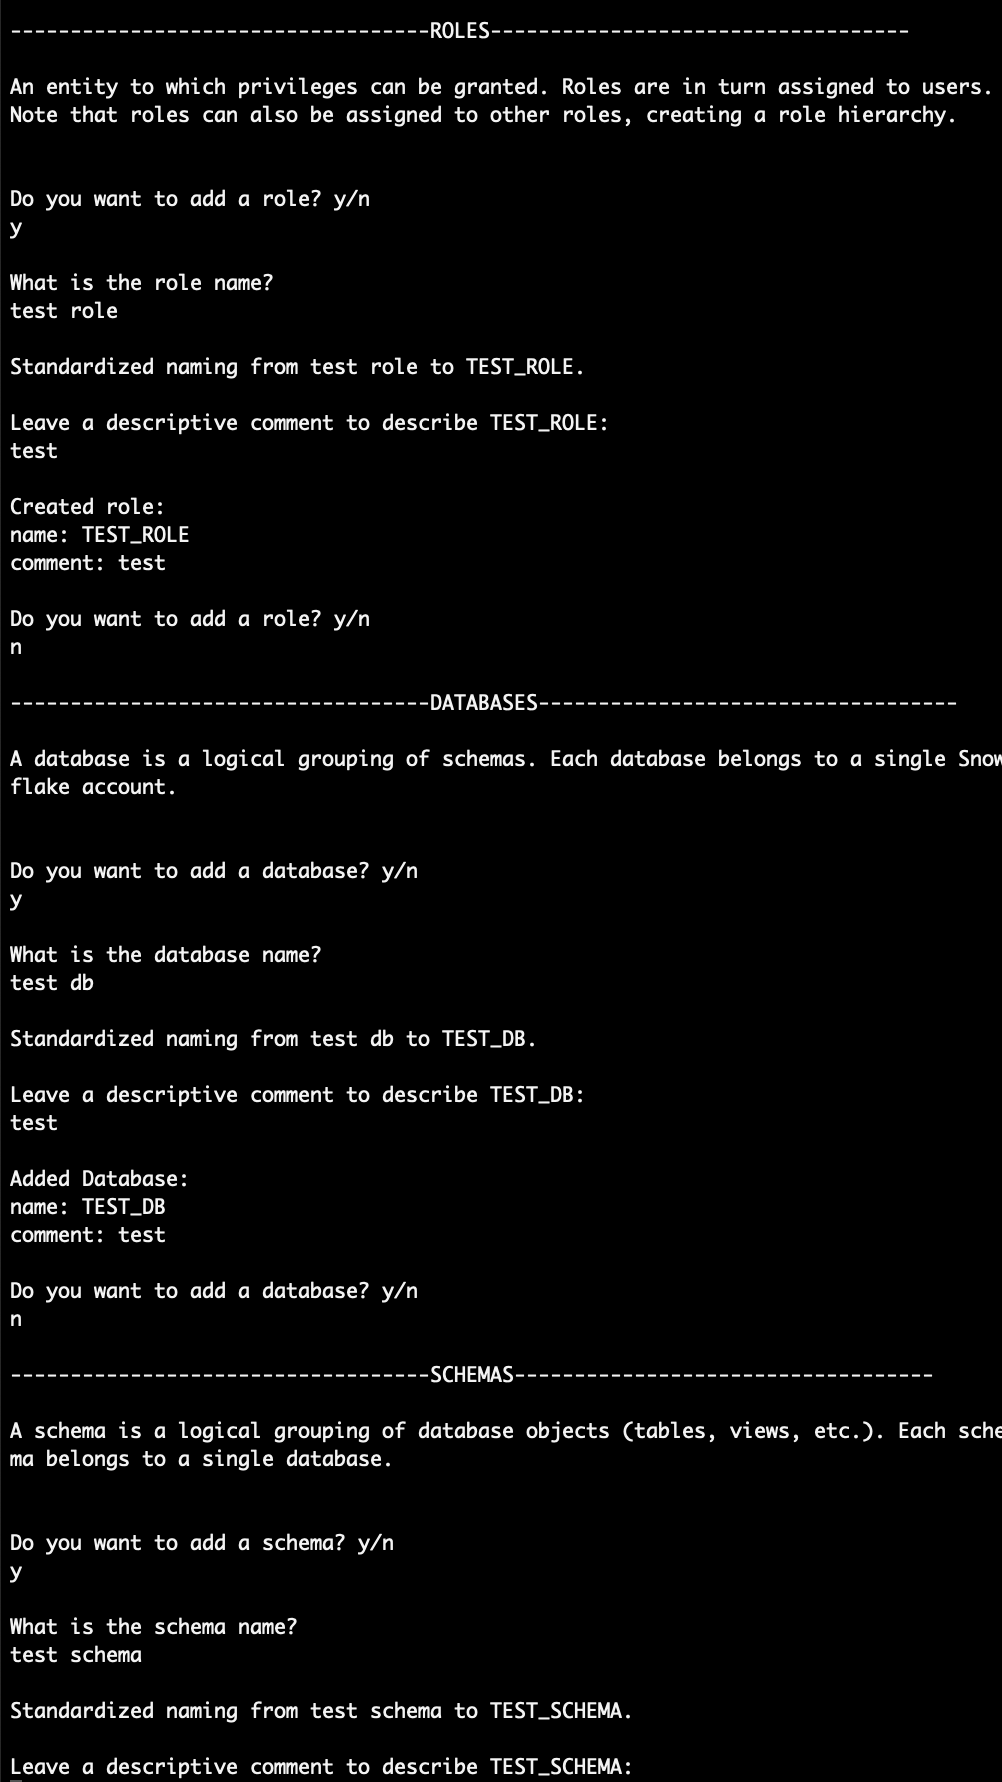 -----------------------------------ROLES-----------------------------------
An entity to which privileges can be granted. Roles are in turn assigned to users.
Note that roles can also be assigned to other roles, creating a role hierarchy.
Do you want to add a role? y/n
y
What is the role name?
test role
Standardized naming from test role to TEST_ROLE.
Leave a descriptive comment to describe TEST_ROLE:
test
Created role:
name: TEST_ROLE
comment: test
Do you want to add a role? y/n
n
-----------------------------------DATABASES-----------------------------------
A database is a logical grouping of schemas. Each database belongs to a single Snow
flake account.
Do you want to add a database? y/n
y
What is the database name?
test db
Standardized naming from test db to TEST_DB.
Leave a descriptive comment to describe TEST_DB:
test
Added Database:
name: TEST_DB
comment: test
Do you want to add a database? y/n
n
-----------------------------------SCHEMAS-----------------------------------
A schema is a logical grouping of database objects (tables, views, etc.). Each sche
ma belongs to a single database.
Do you want to add a schema? y/n
y
What is the schema name?
test schema
Standardized naming from test schema to TEST_SCHEMA.
Leave a descriptive comment to describe TEST_SCHEMA: